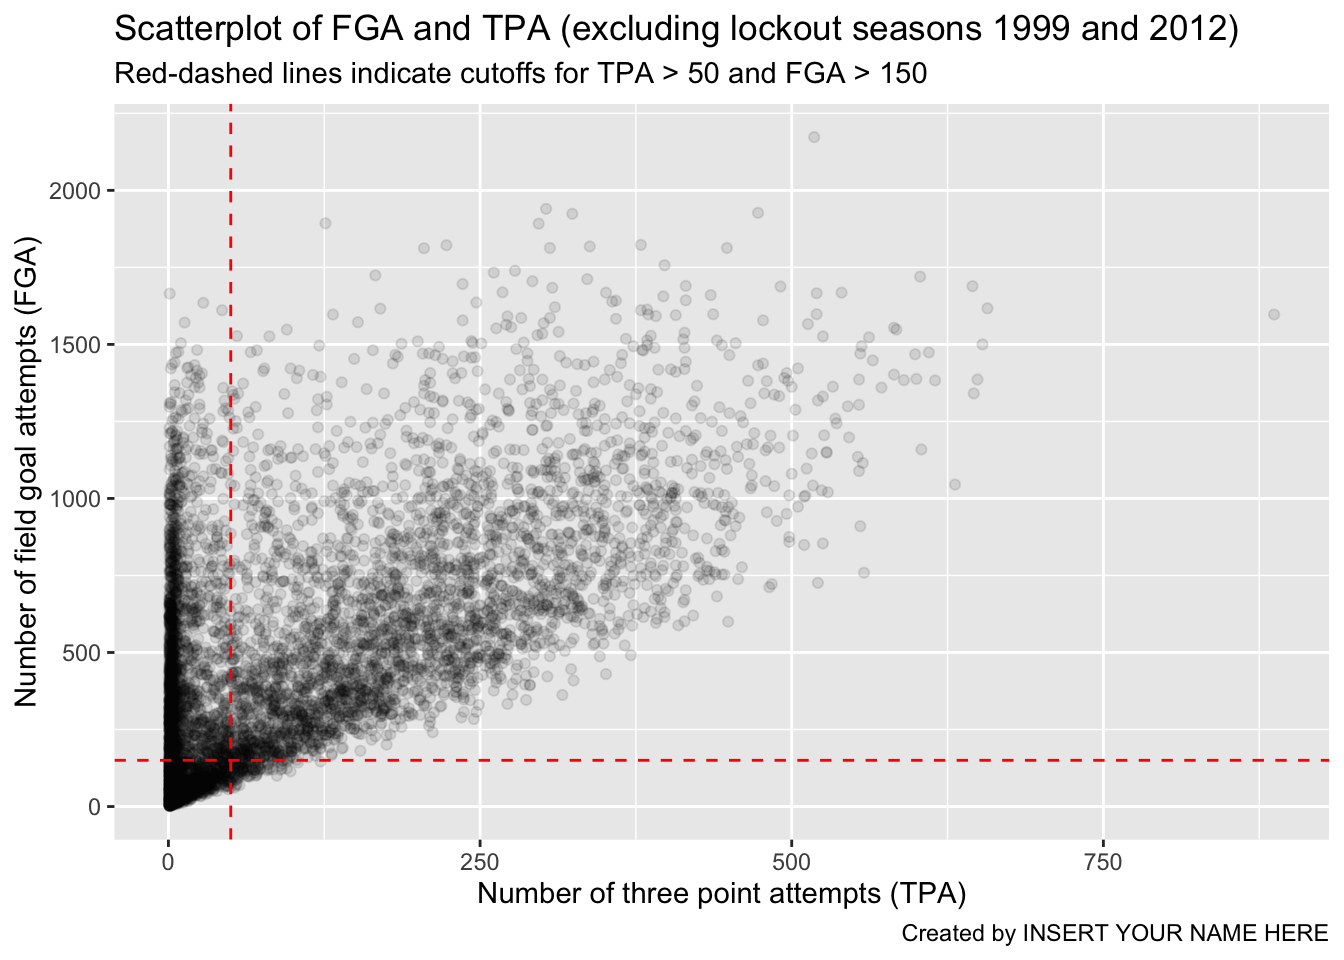 Scatterplot of FGA and TPA (excluding lockout seasons 1999 and 2012)
Red-dashed lines indicate cutoffs for TPA > 50 and FGA > 150
Number of field goal attempts (FGA)
2000
1500
1000
500
0
0 250 500 750
Number of three point attempts (TPA)
Created by INSERT YOUR NAME HERE